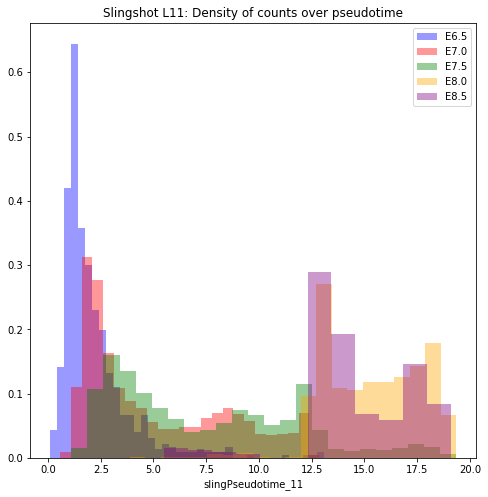 Slingshot L11: Density of counts over pseudotime
E6.5
E7.0
E7.5
E8.0
E8.5
0.6
0.5
0.4
0.3
0.2
0.1
0.0
0.0 2.5 5.0 7.5 10.0 12.5 15.0 17.5 20.0
slingPseudotime_11